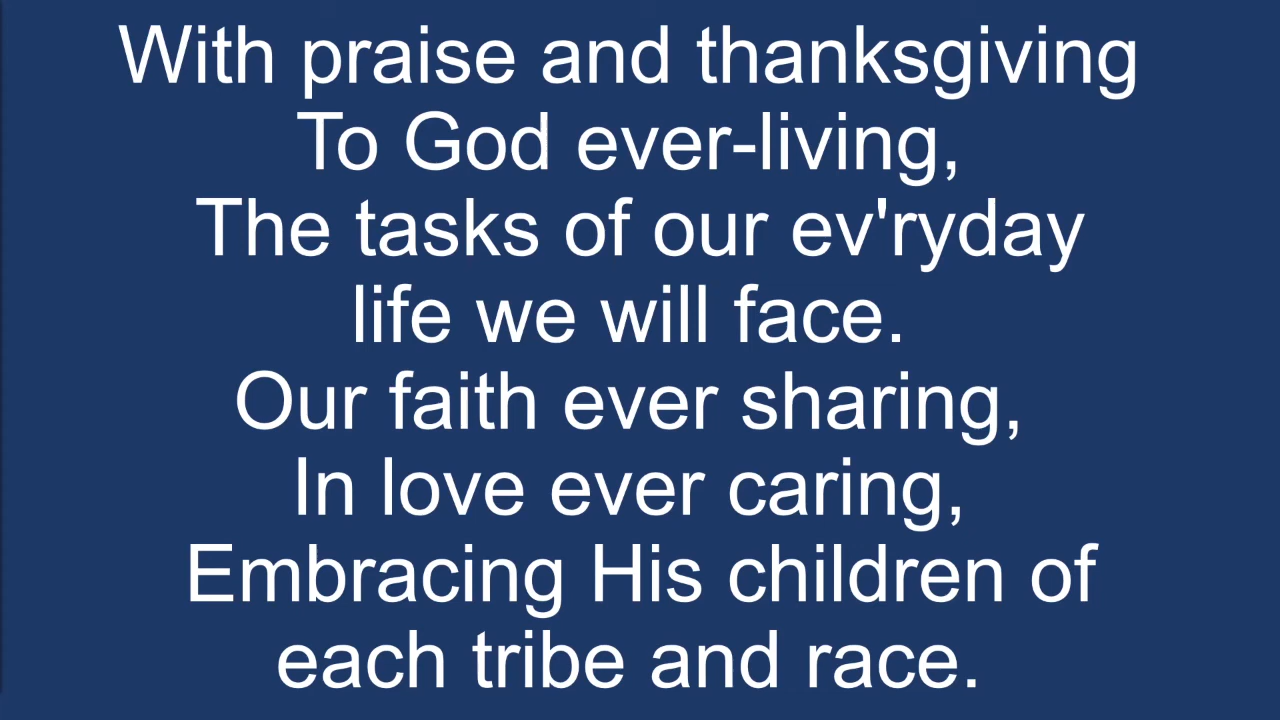 With praise and thanksgiving
To God ever-living,
The tasks of our ev'ryday
life we will face.
Our faith ever sharing,
In love ever caring,
Embracing His children of
each tribe and race.